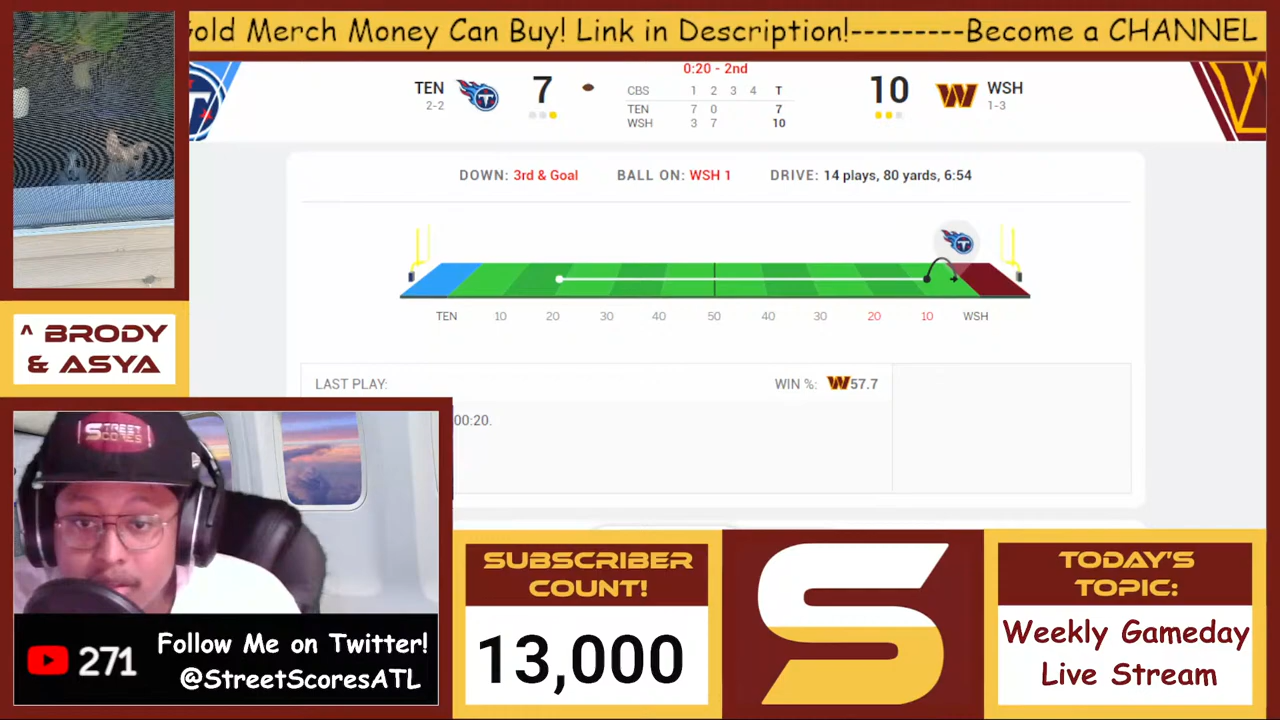 Gold Merch Money Can Buy! Link in Description!---------Become a CHANNEL
TEN
2-2
7
0:20 - 2nd
CBS 1 2 3 4 T
TEN 7 0 7
WSH 3 7 10
10
WSH
1-3
DOWN: 3rd & Goal BALL ON: WSH 1 DRIVE: 14 plays, 80 yards, 6:54
TEN 10 20 30 40 50 40 30 20 10 WSH
LAST PLAY: WIN %: 57.7
00:20.
^ BRODY
& ASYA
STREET
SCORES
271
Follow Me on Twitter!
@StreetScoresATL
SUBSCRIBER
COUNT!
13,000
S
TODAY'S
TOPIC:
Weekly Gameday
Live Stream